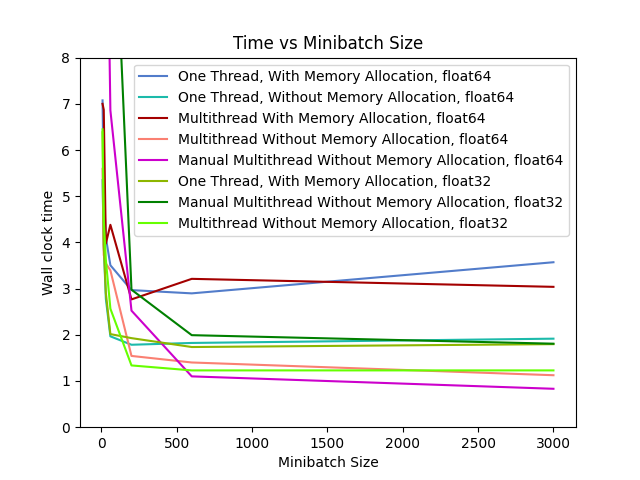 Time vs Minibatch Size
8
7
6
5
4
3
2
1
0
Wall clock time
One Thread, With Memory Allocation, float64
One Thread, Without Memory Allocation, float64
Multithread With Memory Allocation, float64
Multithread Without Memory Allocation, float64
Manual Multithread Without Memory Allocation, float64
One Thread, With Memory Allocation, float32
Manual Multithread Without Memory Allocation, float32
Multithread Without Memory Allocation, float32
0 500 1000 1500 2000 2500 3000
Minibatch Size